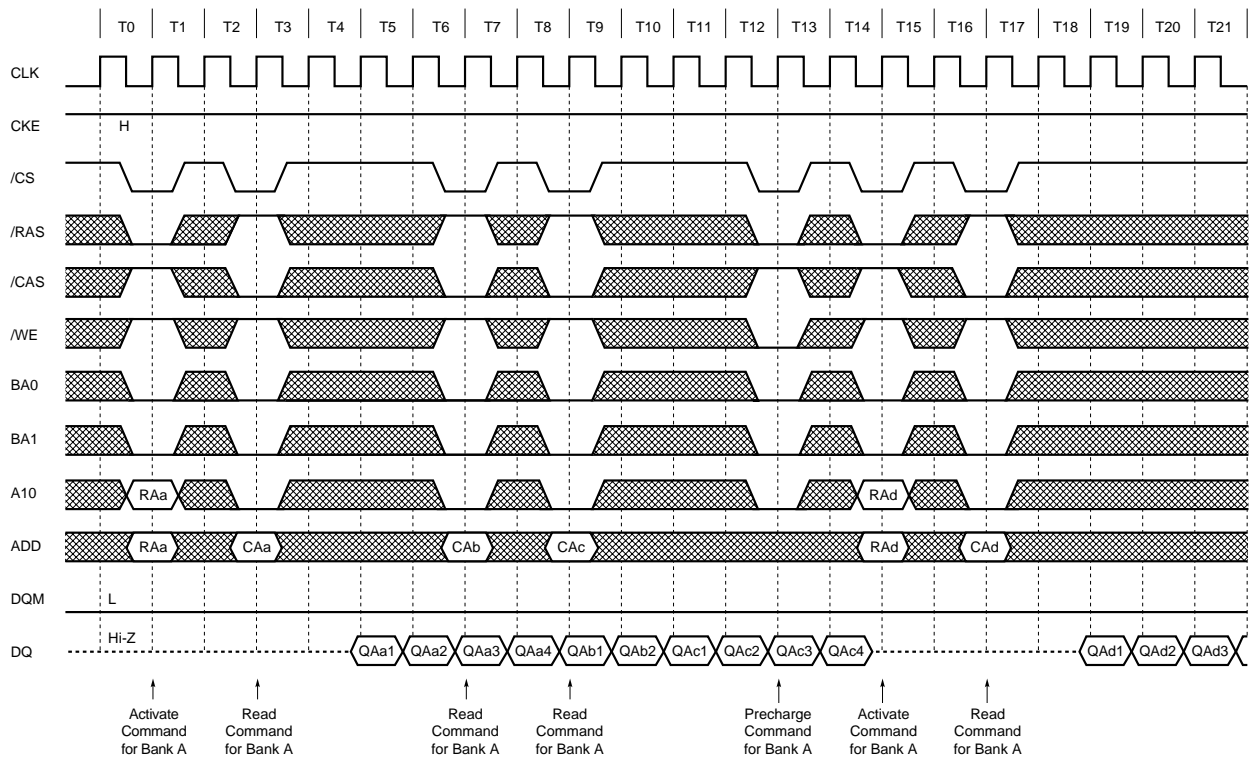 T0 T1 T2 T3 T4 T5 T6 T7 T8 T9 T10 T11 T12 T13 T14 T15 T16 T17 T18 T19 T20 T21
CLK
CKE H
/CS
/RAS
/CAS
/WE
BA0
BA1
A10 RAa RAd
ADD RAa CAa CAb CAc RAd CAd
DQM L
DQ Hi-Z QAa1 QAa2 QAa3 QAa4 QAb1 QAb2 QAc1 QAc2 QAc3 QAc4 QAd1 QAd2 QAd3
Activate Read Read Read Precharge Activate Read
Command Command Command Command Command Command Command
for Bank A for Bank A for Bank A for Bank A for Bank A for Bank A for Bank A